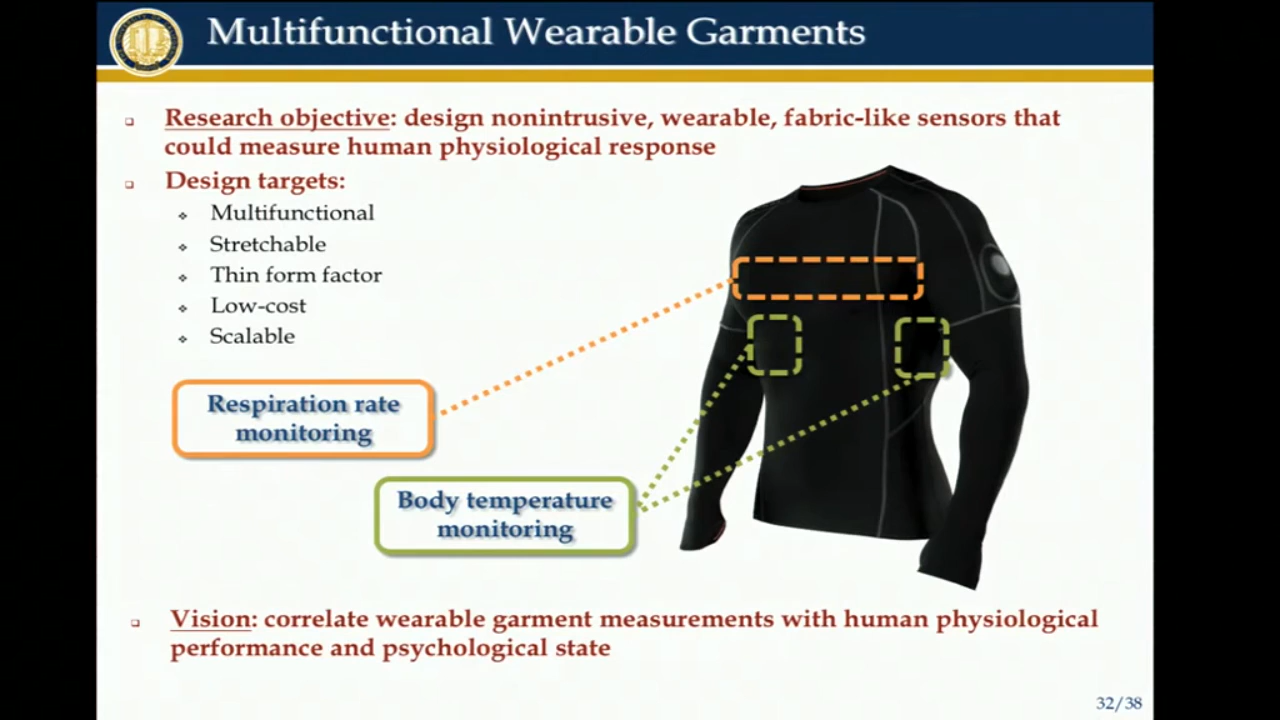 Multifunctional Wearable Garments
Research objective: design nonintrusive, wearable, fabric-like sensors that
could measure human physiological response
Design targets:
Multifunctional
Stretchable
Thin form factor
Low-cost
Scalable
Respiration rate
monitoring
Body temperature
monitoring
Vision: correlate wearable garment measurements with human physiological
performance and psychological state
32/38